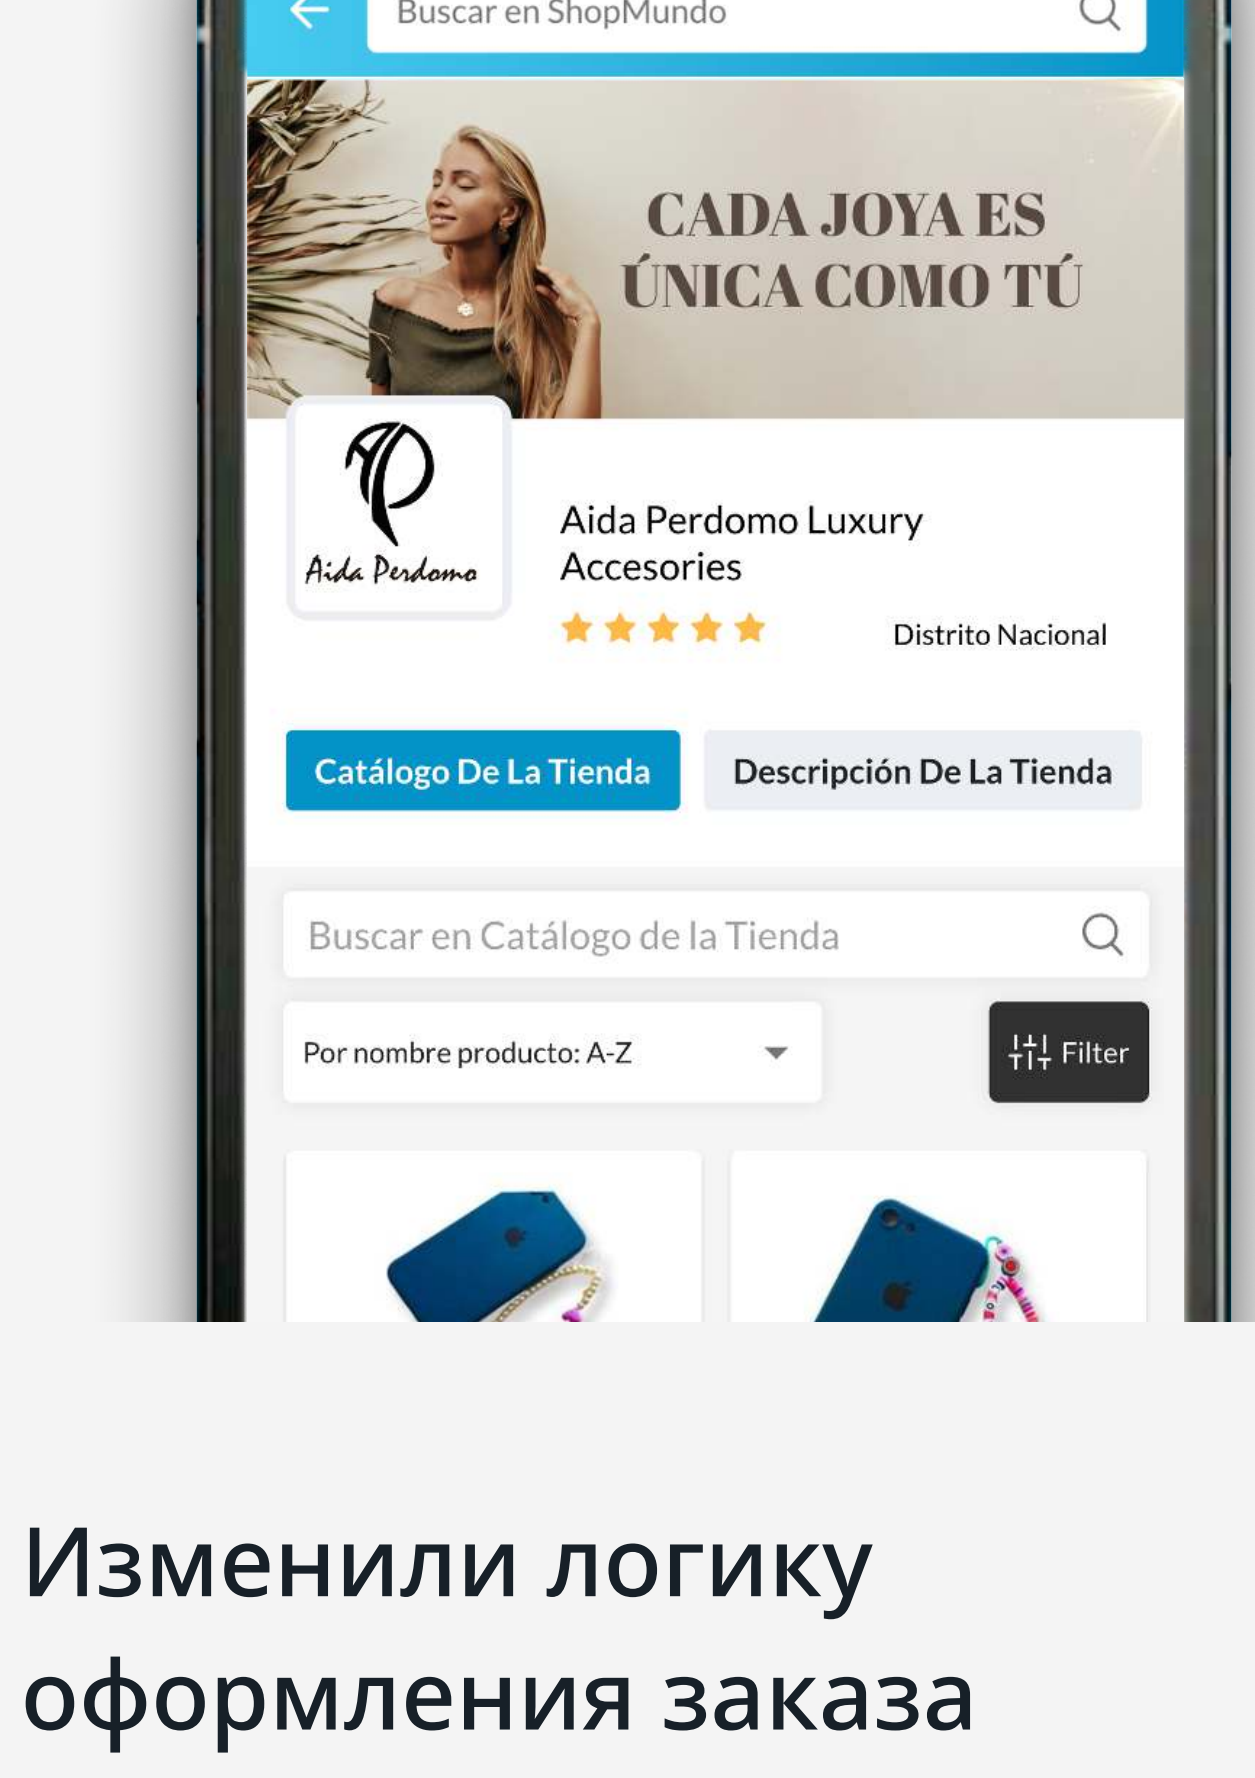 Buscar en ShopMundo
CADA JOYA ES
ÚNICA COMO TÚ
Aida Perdomo
Aida Perdomo Luxury
Accesories
Distrito Nacional
Catálogo De La Tienda
Descripción De La Tienda
Buscar en Catálogo de la Tienda
Por nombre producto: A-Z
Filter
Изменили логику
оформления заказа